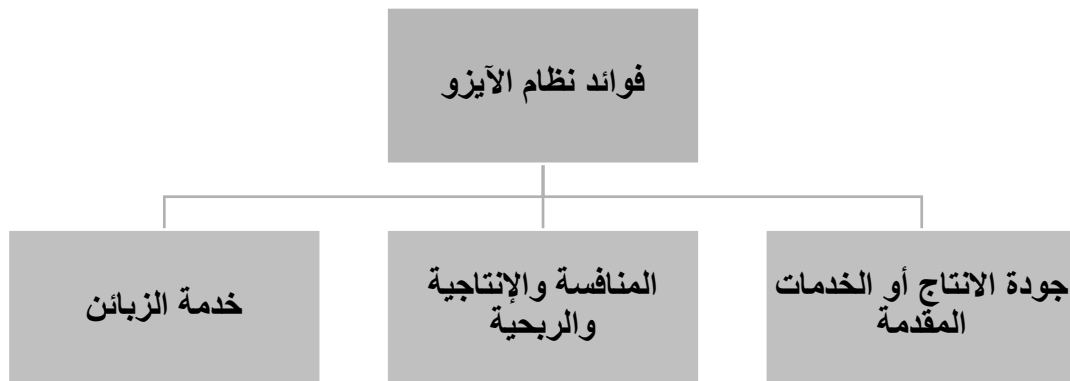 فوائد نظام الآيزو
جودة الانتاج أو الخدمات
المقدمة
المنافسة والإنتاجية
والربحية
خدمة الزبائن